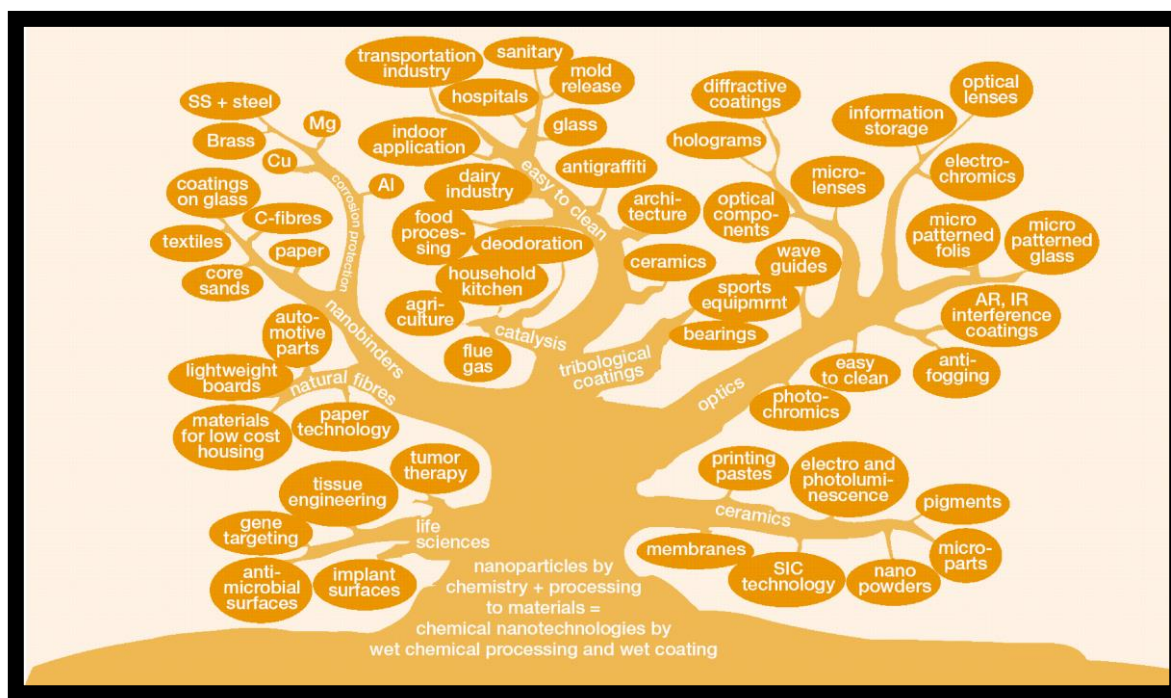 transportation
industry
sanitary
mold
release
hospitals
glass
indoor
application
antigraffiti
dairy
industry
easy to clean
archi-
tecture
food
proces-
sing
deodoration
household
kitchen
ceramics
agri-
culture
catalysis
flue
gas
SS + steel
Mg
Brass
Cu
Al
corrosion protection
coatings
on glass
C-fibres
textiles
paper
core
sands
nanobinders
auto-
motive
parts
lightweight
boards
natural fibres
materials
for low cost
housing
paper
technology
diffractive
coatings
holograms
micro-
lenses
optical
compo-
nents
wave
guides
sports
equipmrnt
bearings
tribological
coatings
optical
lenses
information
storage
electro-
chromics
micro
patterned
folis
micro
patterned
glass
AR, IR
interference
coatings
anti-
fogging
easy
to clean
photo-
chromics
optics
tumor
therapy
tissue
engineering
gene
targeting
life
sciences
anti-
microbial
surfaces
implant
surfaces
printing
pastes
electro and
photolumi-
nescence
pigments
ceramics
membranes
SIC
technology
nano
powders
micro-
parts
nanoparticles by
chemistry + processing
to materials =
chemical nanotechnologies by
wet chemical processing and wet coating